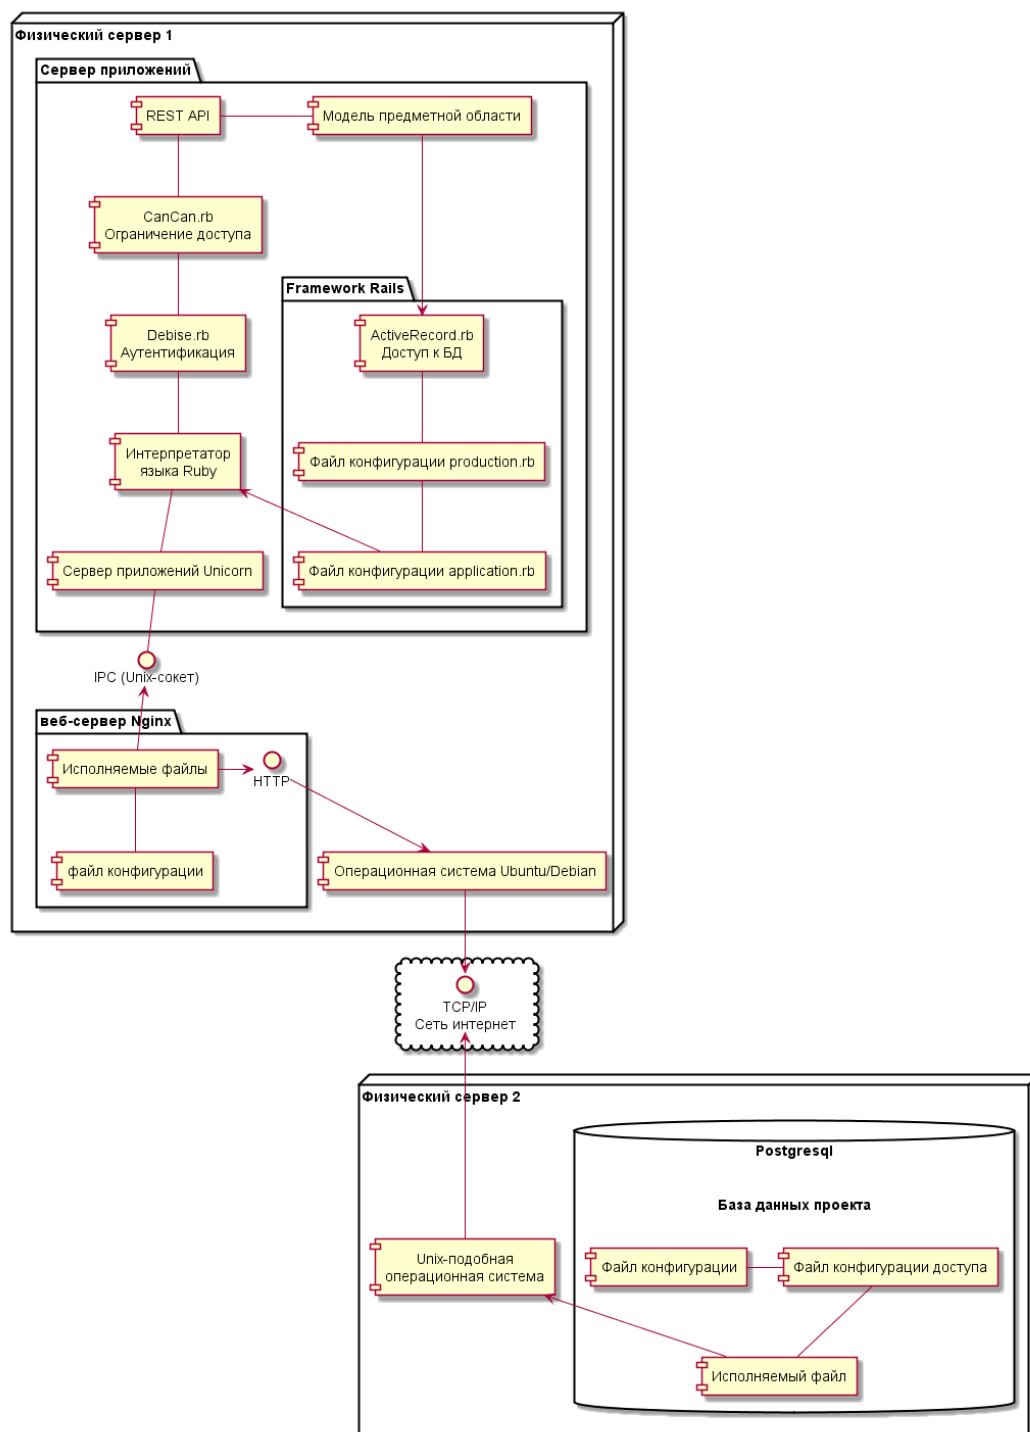 Физический сервер 1
Сервер приложений
REST API
Модель предметной области
CanCan.rb
Ограничение доступа
Framework Rails
Debise.rb
Аутентификация
ActiveRecord.rb
Доступ к БД
Интерпретатор
языка Ruby
Файл конфигурации production.rb
Сервер приложений Unicorn
Файл конфигурации application.rb
IPC (Unix-сокет)
веб-сервер Nginx
Исполняемые файлы
HTTP
файл конфигурации
Операционная система Ubuntu/Debian
TCP/IP
Сеть интернет
Физический сервер 2
Postgresql
База данных проекта
Unix-подобная
операционная система
Файл конфигурации
Файл конфигурации доступа
Исполняемый файл